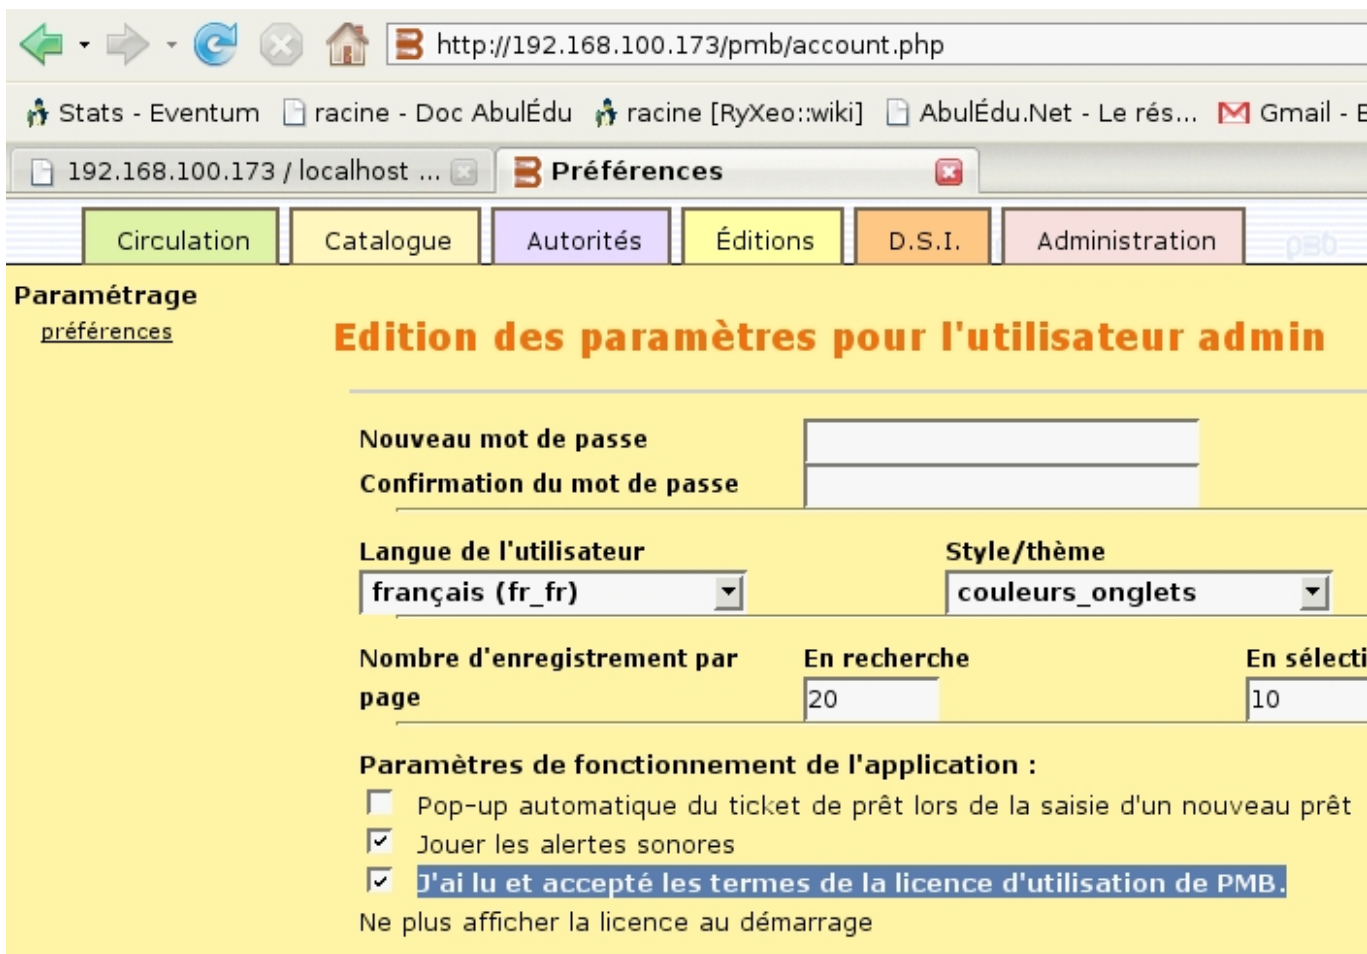 http://192.168.100.173/pmb/account.php
Stats - Eventum racine - Doc AbulÉdu racine [RyXeo::wiki] AbulÉdu.Net - Le rés... Gmail - B
192.168.100.173 / localhost ... Préférences
Circulation Catalogue Autorités Éditions D.S.I. Administration pmb
Paramétrage
préférences
Edition des paramètres pour l'utilisateur admin
Nouveau mot de passe
Confirmation du mot de passe
Langue de l'utilisateur Style/thème
français (fr_fr) couleurs_onglets
Nombre d'enregistrement par En recherche En sélecti
page 20 10
Paramètres de fonctionnement de l'application :
Pop-up automatique du ticket de prêt lors de la saisie d'un nouveau prêt
Jouer les alertes sonores
J'ai lu et accepté les termes de la licence d'utilisation de PMB.
Ne plus afficher la licence au démarrage